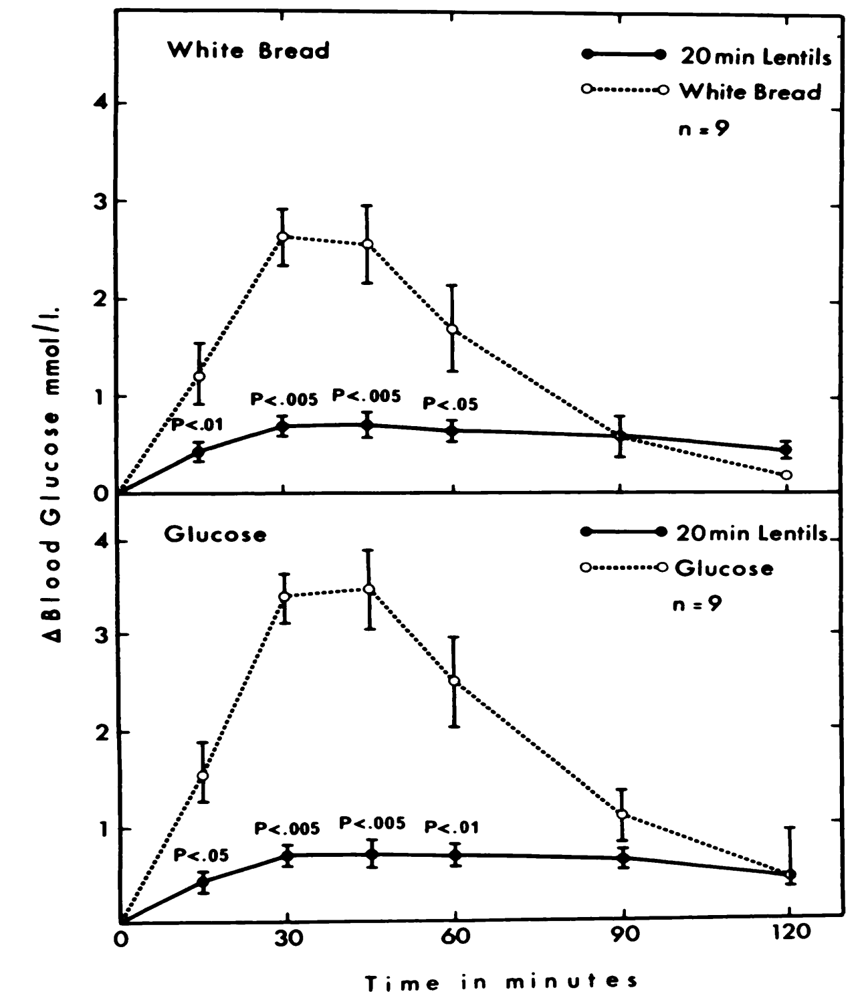 White Bread
20 min Lentils
White Bread
n = 9
4
3
2
1
0
P<.01
P<.005
P<.005
P<.05
ΔBlood Glucose mmol/l.
Glucose
20 min Lentils
Glucose
n = 9
4
3
2
1
P<.05
P<.005
P<.005
P<.01
0 30 60 90 120
Time in minutes